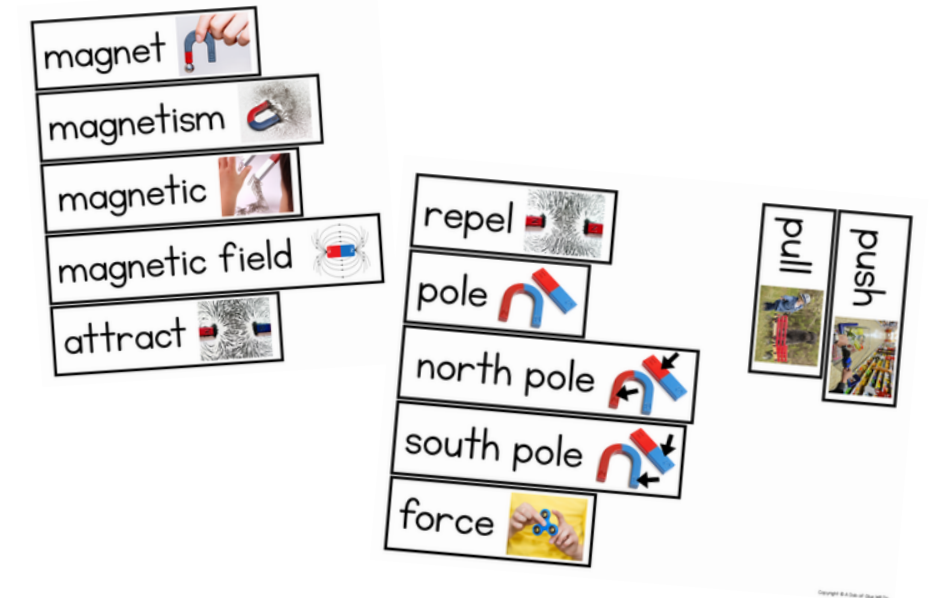 magnet
magnetism
magnetic
magnetic field
attract
repel
pole
north pole
south pole
force
pull
push